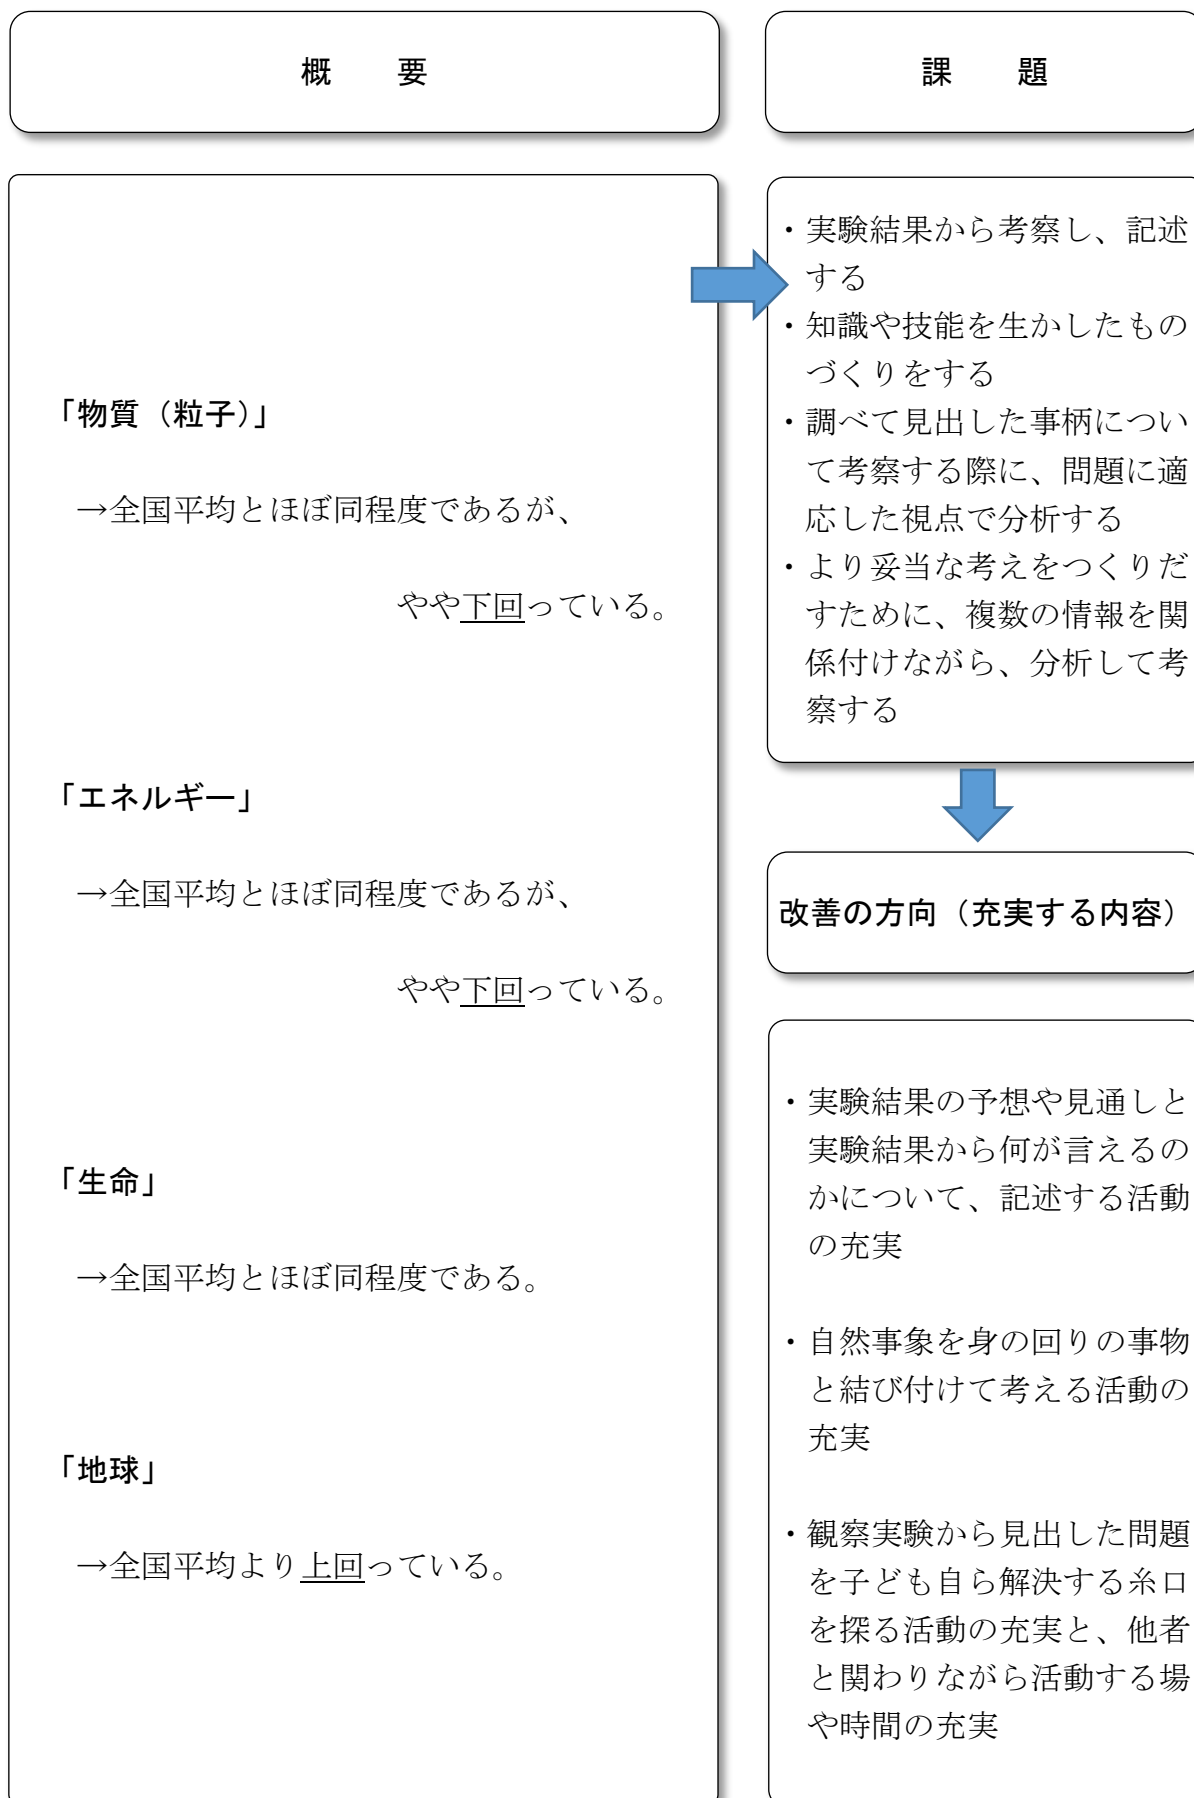 概　　要
「物質（粒子）」
→全国平均とほぼ同程度であるが、
やや下回っている。
「エネルギー」
→全国平均とほぼ同程度であるが、
やや下回っている。
「生命」
→全国平均とほぼ同程度である。
「地球」
→全国平均より上回っている。
課　　題
・実験結果から考察し、記述
する
・知識や技能を生かしたもの
づくりをする
・調べて見出した事柄につい
て考察する際に、問題に適
応した視点で分析する
・より妥当な考えをつくりだ
すために、複数の情報を関
係付けながら、分析して考
察する
改善の方向（充実する内容）
・実験結果の予想や見通しと
実験結果から何が言えるの
かについて、記述する活動
の充実
・自然事象を身の回りの事物
と結び付けて考える活動の
充実
・観察実験から見出した問題
を子ども自ら解決する糸口
を探る活動の充実と、他者
と関わりながら活動する場
や時間の充実